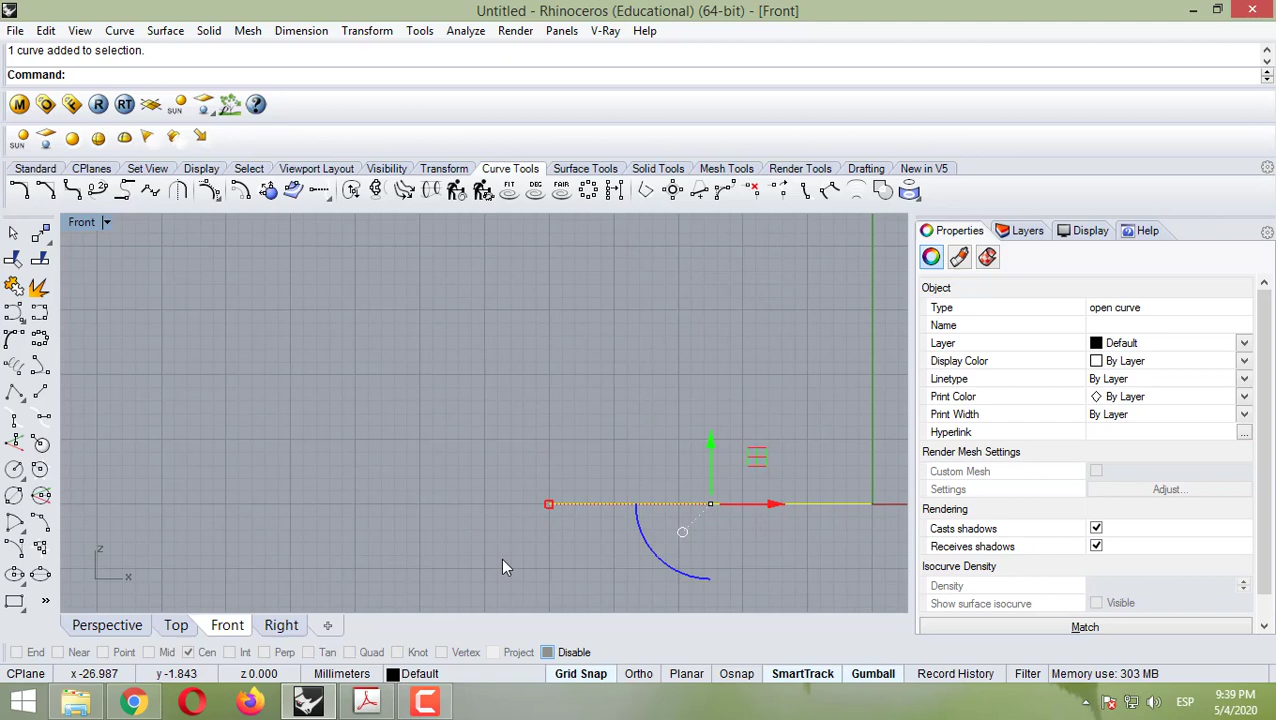 Untitled - Rhinoceros (Educational) (64-bit) - [Front]
File Edit View Curve Surface Solid Mesh Dimension Transform Tools Analyze Render Panels V-Ray Help
1 curve added to selection.
Command:
M O F R RT SUN ?
SUN
Standard CPlanes Set View Display Select Viewport Layout Visibility Transform Curve Tools Surface Tools Solid Tools Mesh Tools Render Tools Drafting New in V5
FIT DEG FAIR
Front
Properties Layers Display Help
Object
Type open curve
Name
Layer Default
Display Color By Layer
Linetype By Layer
Print Color By Layer
Print Width By Layer
Hyperlink ...
Render Mesh Settings
Custom Mesh
Settings Adjust...
Rendering
Casts shadows
Receives shadows
Isocurve Density
Density
Show surface isocurve Visible
Match
z
x
Perspective Top Front Right
End Near Point Mid Cen Int Perp Tan Quad Knot Vertex Project Disable
CPlane x -26.987 y -1.843 z 0.000 Millimeters Default Grid Snap Ortho Planar Osnap SmartTrack Gumball Record History Filter Memory use: 303 MB
ESP
9:39 PM
5/4/2020